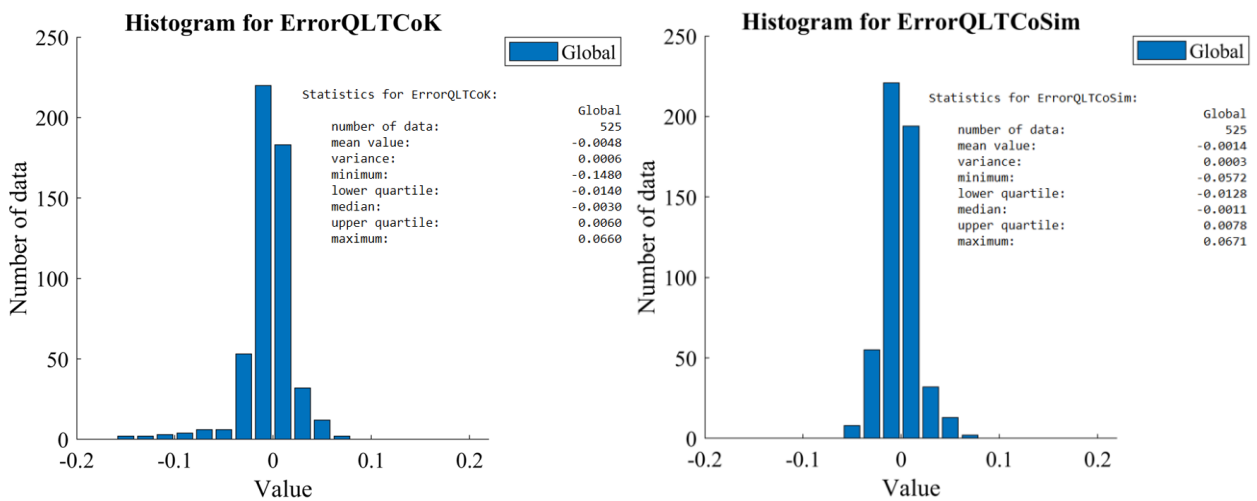 Histogram for ErrorQLTCoK
Global
Statistics for ErrorQLTCoK:
Global
number of data: 525
mean value: -0.0048
variance: 0.0006
minimum: -0.1480
lower quartile: -0.0140
median: -0.0030
upper quartile: 0.0060
maximum: 0.0660
Number of data
250
200
150
100
50
0
-0.2 -0.1 0 0.1 0.2
Value
Histogram for ErrorQLTCoSim
Global
Statistics for ErrorQLTCoSim:
Global
number of data: 525
mean value: -0.0014
variance: 0.0003
minimum: -0.0572
lower quartile: -0.0128
median: -0.0011
upper quartile: 0.0078
maximum: 0.0671
Number of data
250
200
150
100
50
0
-0.2 -0.1 0 0.1 0.2
Value